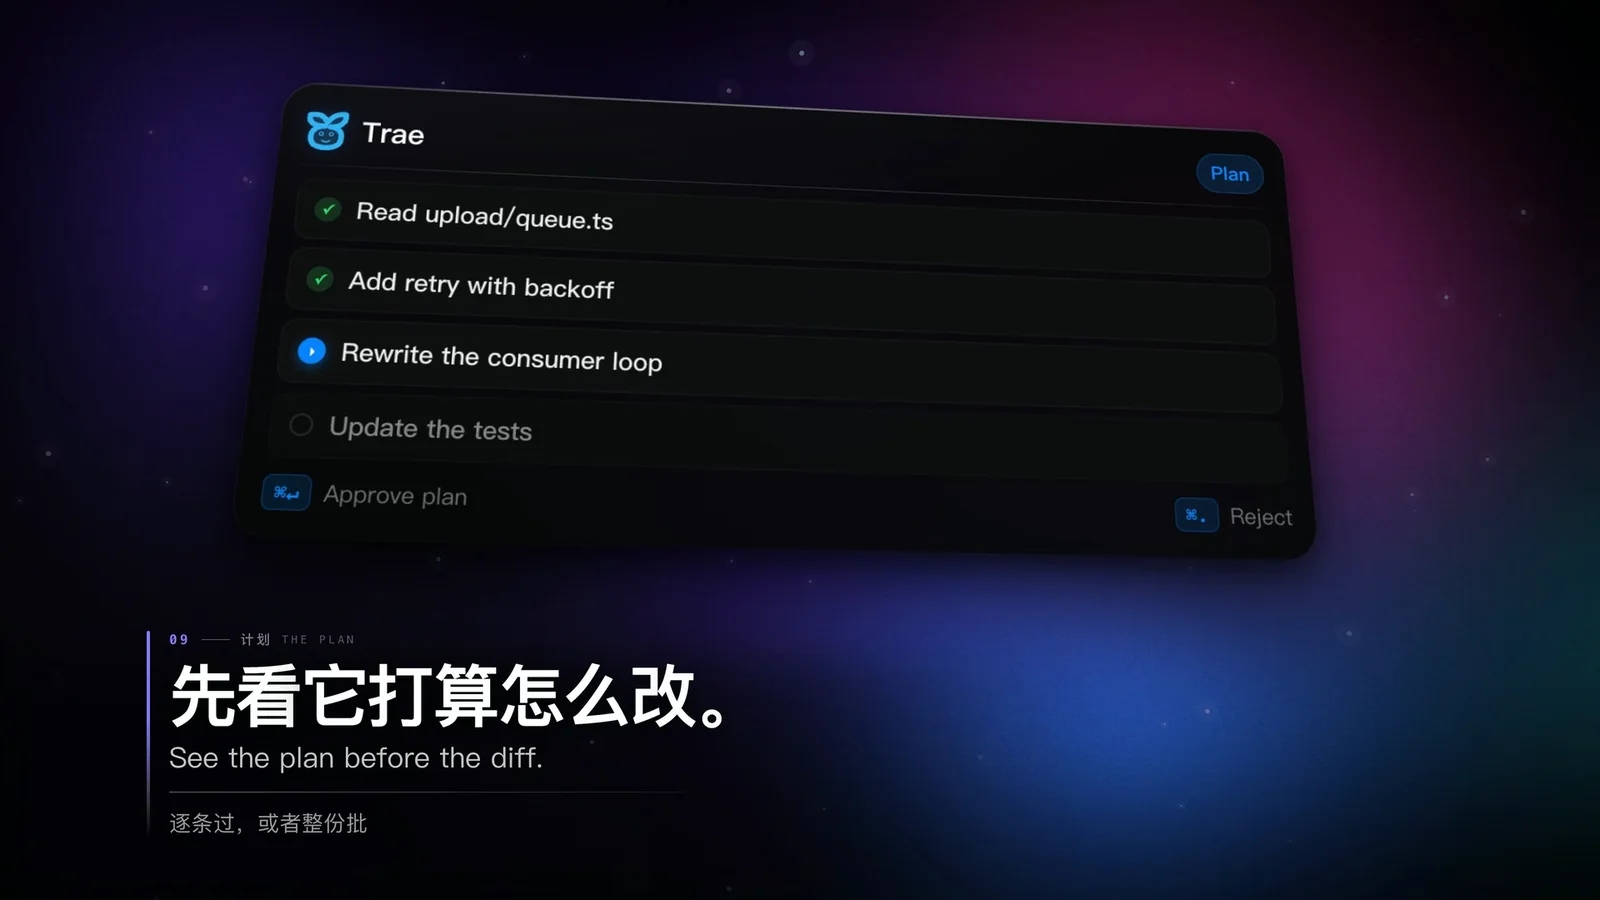 Trae
Plan
Read upload/queue.ts
Add retry with backoff
Rewrite the consumer loop
Update the tests
⌘↵ Approve plan
⌘. Reject
09 —— 计划 THE PLAN
先看它打算怎么改。
See the plan before the diff.
逐条过，或者整份批